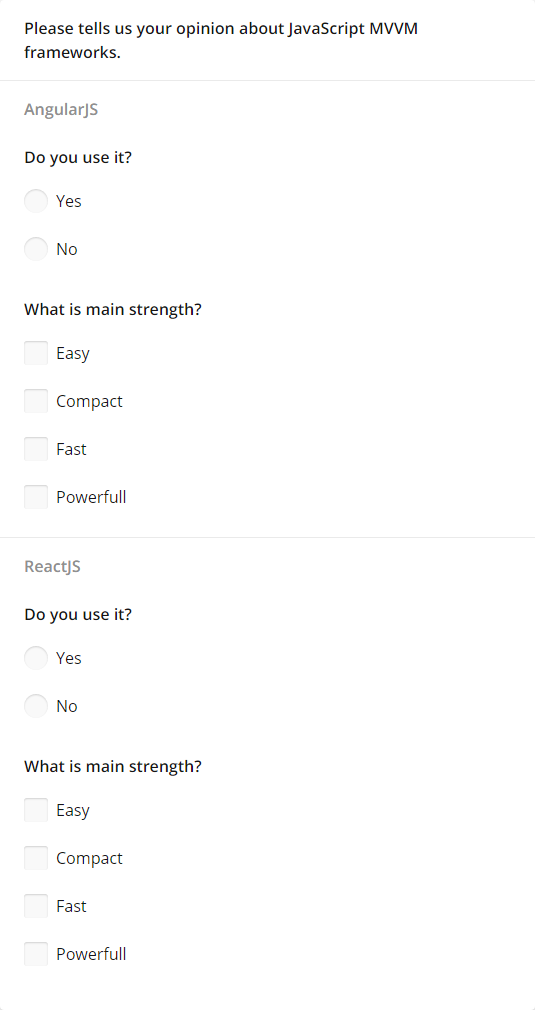 Please tells us your opinion about JavaScript MVVM
frameworks.
AngularJS
Do you use it?
Yes
No
What is main strength?
Easy
Compact
Fast
Powerfull
ReactJS
Do you use it?
Yes
No
What is main strength?
Easy
Compact
Fast
Powerfull